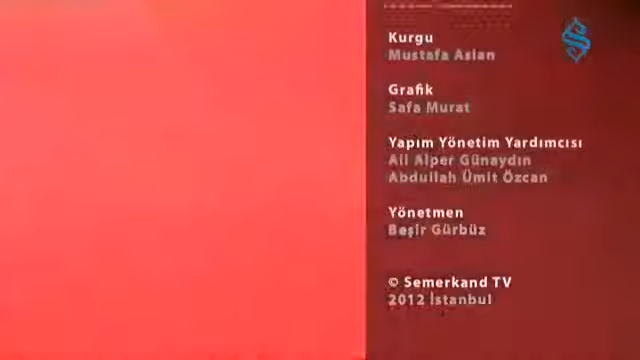 Kurgu
Mustafa Aslan
Grafik
Safa Murat
Yapım Yönetim Yardımcısı
Ali Alper Günaydın
Abdullah Ümit Özcan
Yönetmen
Beşir Gürbüz
© Semerkand TV
2012 İstanbul